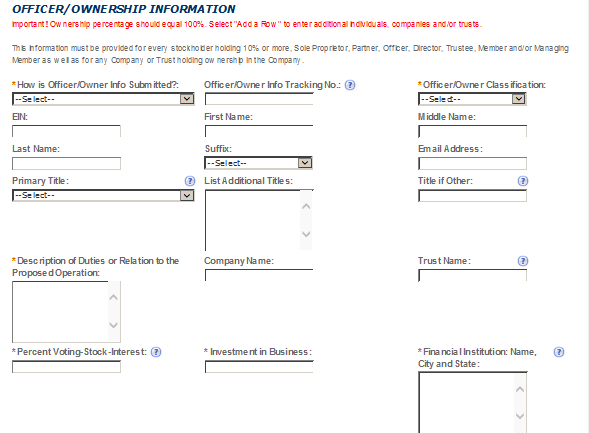 OFFICER/OWNERSHIP INFORMATION
Important! Ownership percentage should equal 100%. Select "Add a Row" to enter additional individuals, companies and/or trusts.
This information must be provided for every stockholder holding 10% or more, Sole Proprietor, Partner, Officer, Director, Trustee, Member and/or Managing
Member as well as for any Company or Trust holding ownership in the Company.
*How is Officer/Owner Info Submitted?: Officer/Owner Info Tracking No.: ? *Officer/Owner Classification:
--Select-- --Select--
EIN: First Name: Middle Name:
Last Name: Suffix: Email Address:
--Select--
Primary Title: ? List Additional Titles: Title if Other: ?
--Select--
*Description of Duties or Relation to the Company Name: Trust Name: ?
Proposed Operation:
*Percent Voting-Stock-Interest: ? *Investment in Business: *Financial Institution: Name, ?
City and State: